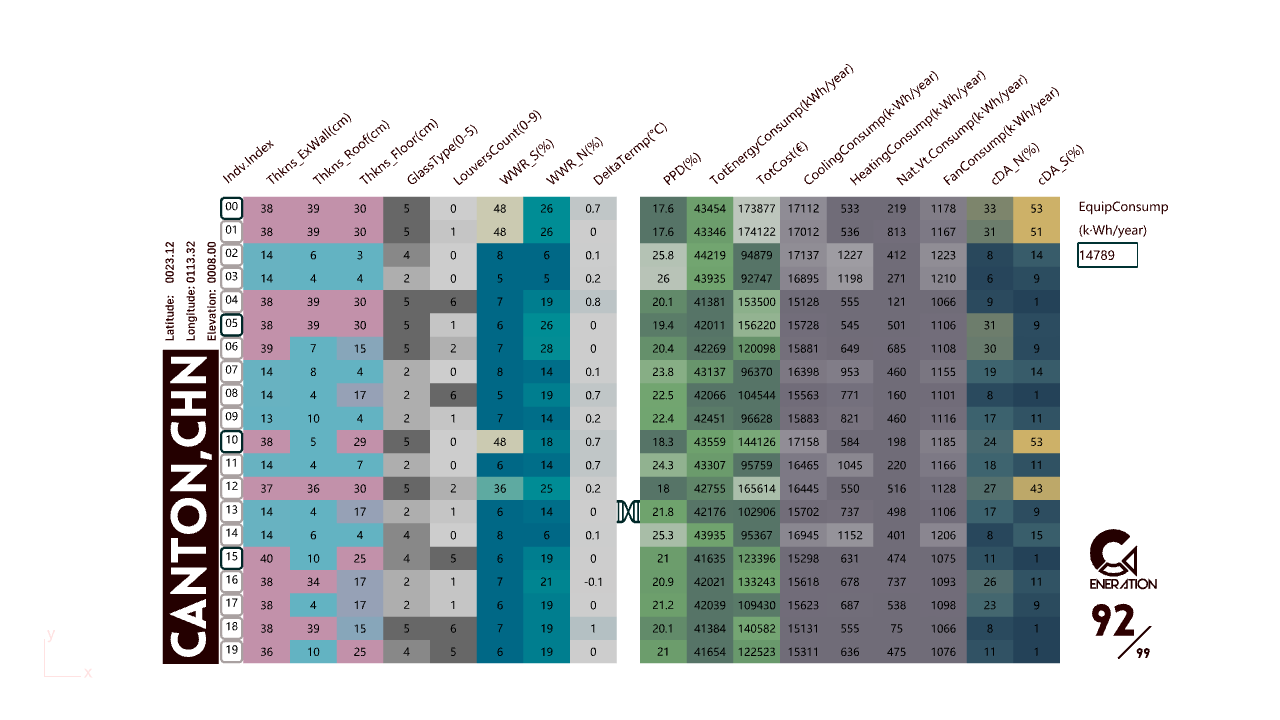 Indv.Index Thkns_ExWall(cm) Thkns_Roof(cm) Thkns_Floor(cm) GlassType(0-5) LouversCount(0-9) WWR_S(%) WWR_N(%) DeltaTermp(°C) PPD(%) TotEnergyConsump(kWh/year) TotCost(€) CoolingConsump(k·Wh/year) HeatingConsump(k·Wh/year) Nat.Vt.Consump(k·Wh/year) FanConsump(k·Wh/year) cDA_N(%) cDA_S(%)
00 38 39 30 5 0 48 26 0.7 17.6 43454 173877 17112 533 219 1178 33 53
01 38 39 30 5 1 48 26 0 17.6 43346 174122 17012 536 813 1167 31 51
02 14 6 3 4 0 8 6 0.1 25.8 44219 94879 17137 1227 412 1223 8 14
03 14 4 4 2 0 5 5 0.2 26 43935 92747 16895 1198 271 1210 6 9
04 38 39 30 5 6 7 19 0.8 20.1 41381 153500 15128 555 121 1066 9 1
05 38 39 30 5 1 6 26 0 19.4 42011 156220 15728 545 501 1106 31 9
06 39 7 15 5 2 7 28 0 20.4 42269 120098 15881 649 685 1108 30 9
07 14 8 4 2 0 8 14 0.1 23.8 43137 96370 16398 953 460 1155 19 14
08 14 4 17 2 6 5 19 0.7 22.5 42066 104544 15563 771 160 1101 8 1
09 13 10 4 2 1 7 14 0.2 22.4 42451 96628 15883 821 460 1116 17 11
10 38 5 29 5 0 48 18 0.7 18.3 43559 144126 17158 584 198 1185 24 53
11 14 4 7 2 0 6 14 0.7 24.3 43307 95759 16465 1045 220 1166 18 11
12 37 36 30 5 2 36 25 0.2 18 42755 165614 16445 550 516 1128 27 43
13 14 4 17 2 1 6 14 0 21.8 42176 102906 15702 737 498 1106 17 9
14 14 6 4 4 0 8 6 0.1 25.3 43935 95367 16945 1152 401 1206 8 15
15 40 10 25 4 5 6 19 0 21 41635 123396 15298 631 474 1075 11 1
16 38 34 17 2 1 7 21 -0.1 20.9 42021 133243 15618 678 737 1093 26 11
17 38 4 17 2 1 6 19 0 21.2 42039 109430 15623 687 538 1098 23 9
18 38 39 15 5 6 7 19 1 20.1 41384 140582 15131 555 75 1066 8 1
19 36 10 25 4 5 6 19 0 21 41654 122523 15311 636 475 1076 11 1
EquipConsump
(k·Wh/year)
14789
Latitude: 0023.12
Longitude: 0113.32
Elevation: 0008.00
CANTON,CHN
ENERATION
92/99
y
x